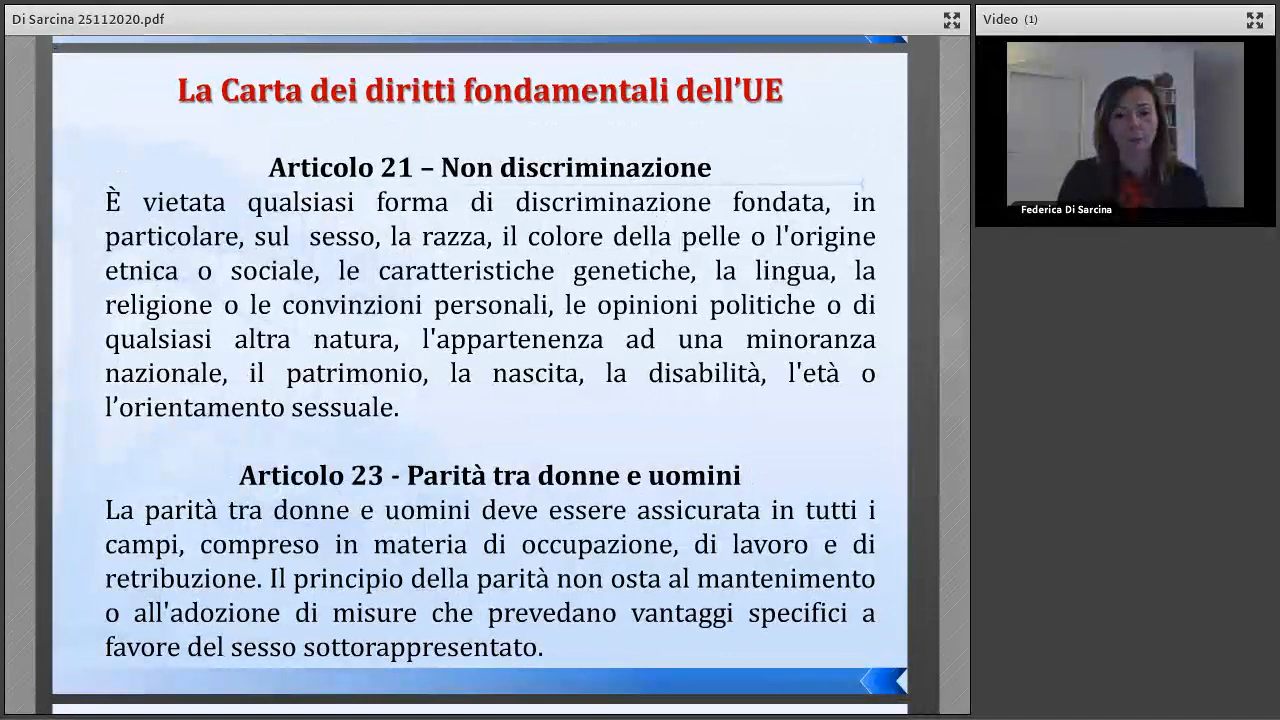 Di Sarcina 25112020.pdf
Video (1)
Federica Di Sarcina
La Carta dei diritti fondamentali dell’UE
Articolo 21 – Non discriminazione
È vietata qualsiasi forma di discriminazione fondata, in
particolare, sul sesso, la razza, il colore della pelle o l'origine
etnica o sociale, le caratteristiche genetiche, la lingua, la
religione o le convinzioni personali, le opinioni politiche o di
qualsiasi altra natura, l'appartenenza ad una minoranza
nazionale, il patrimonio, la nascita, la disabilità, l'età o
l’orientamento sessuale.
Articolo 23 - Parità tra donne e uomini
La parità tra donne e uomini deve essere assicurata in tutti i
campi, compreso in materia di occupazione, di lavoro e di
retribuzione. Il principio della parità non osta al mantenimento
o all'adozione di misure che prevedano vantaggi specifici a
favore del sesso sottorappresentato.